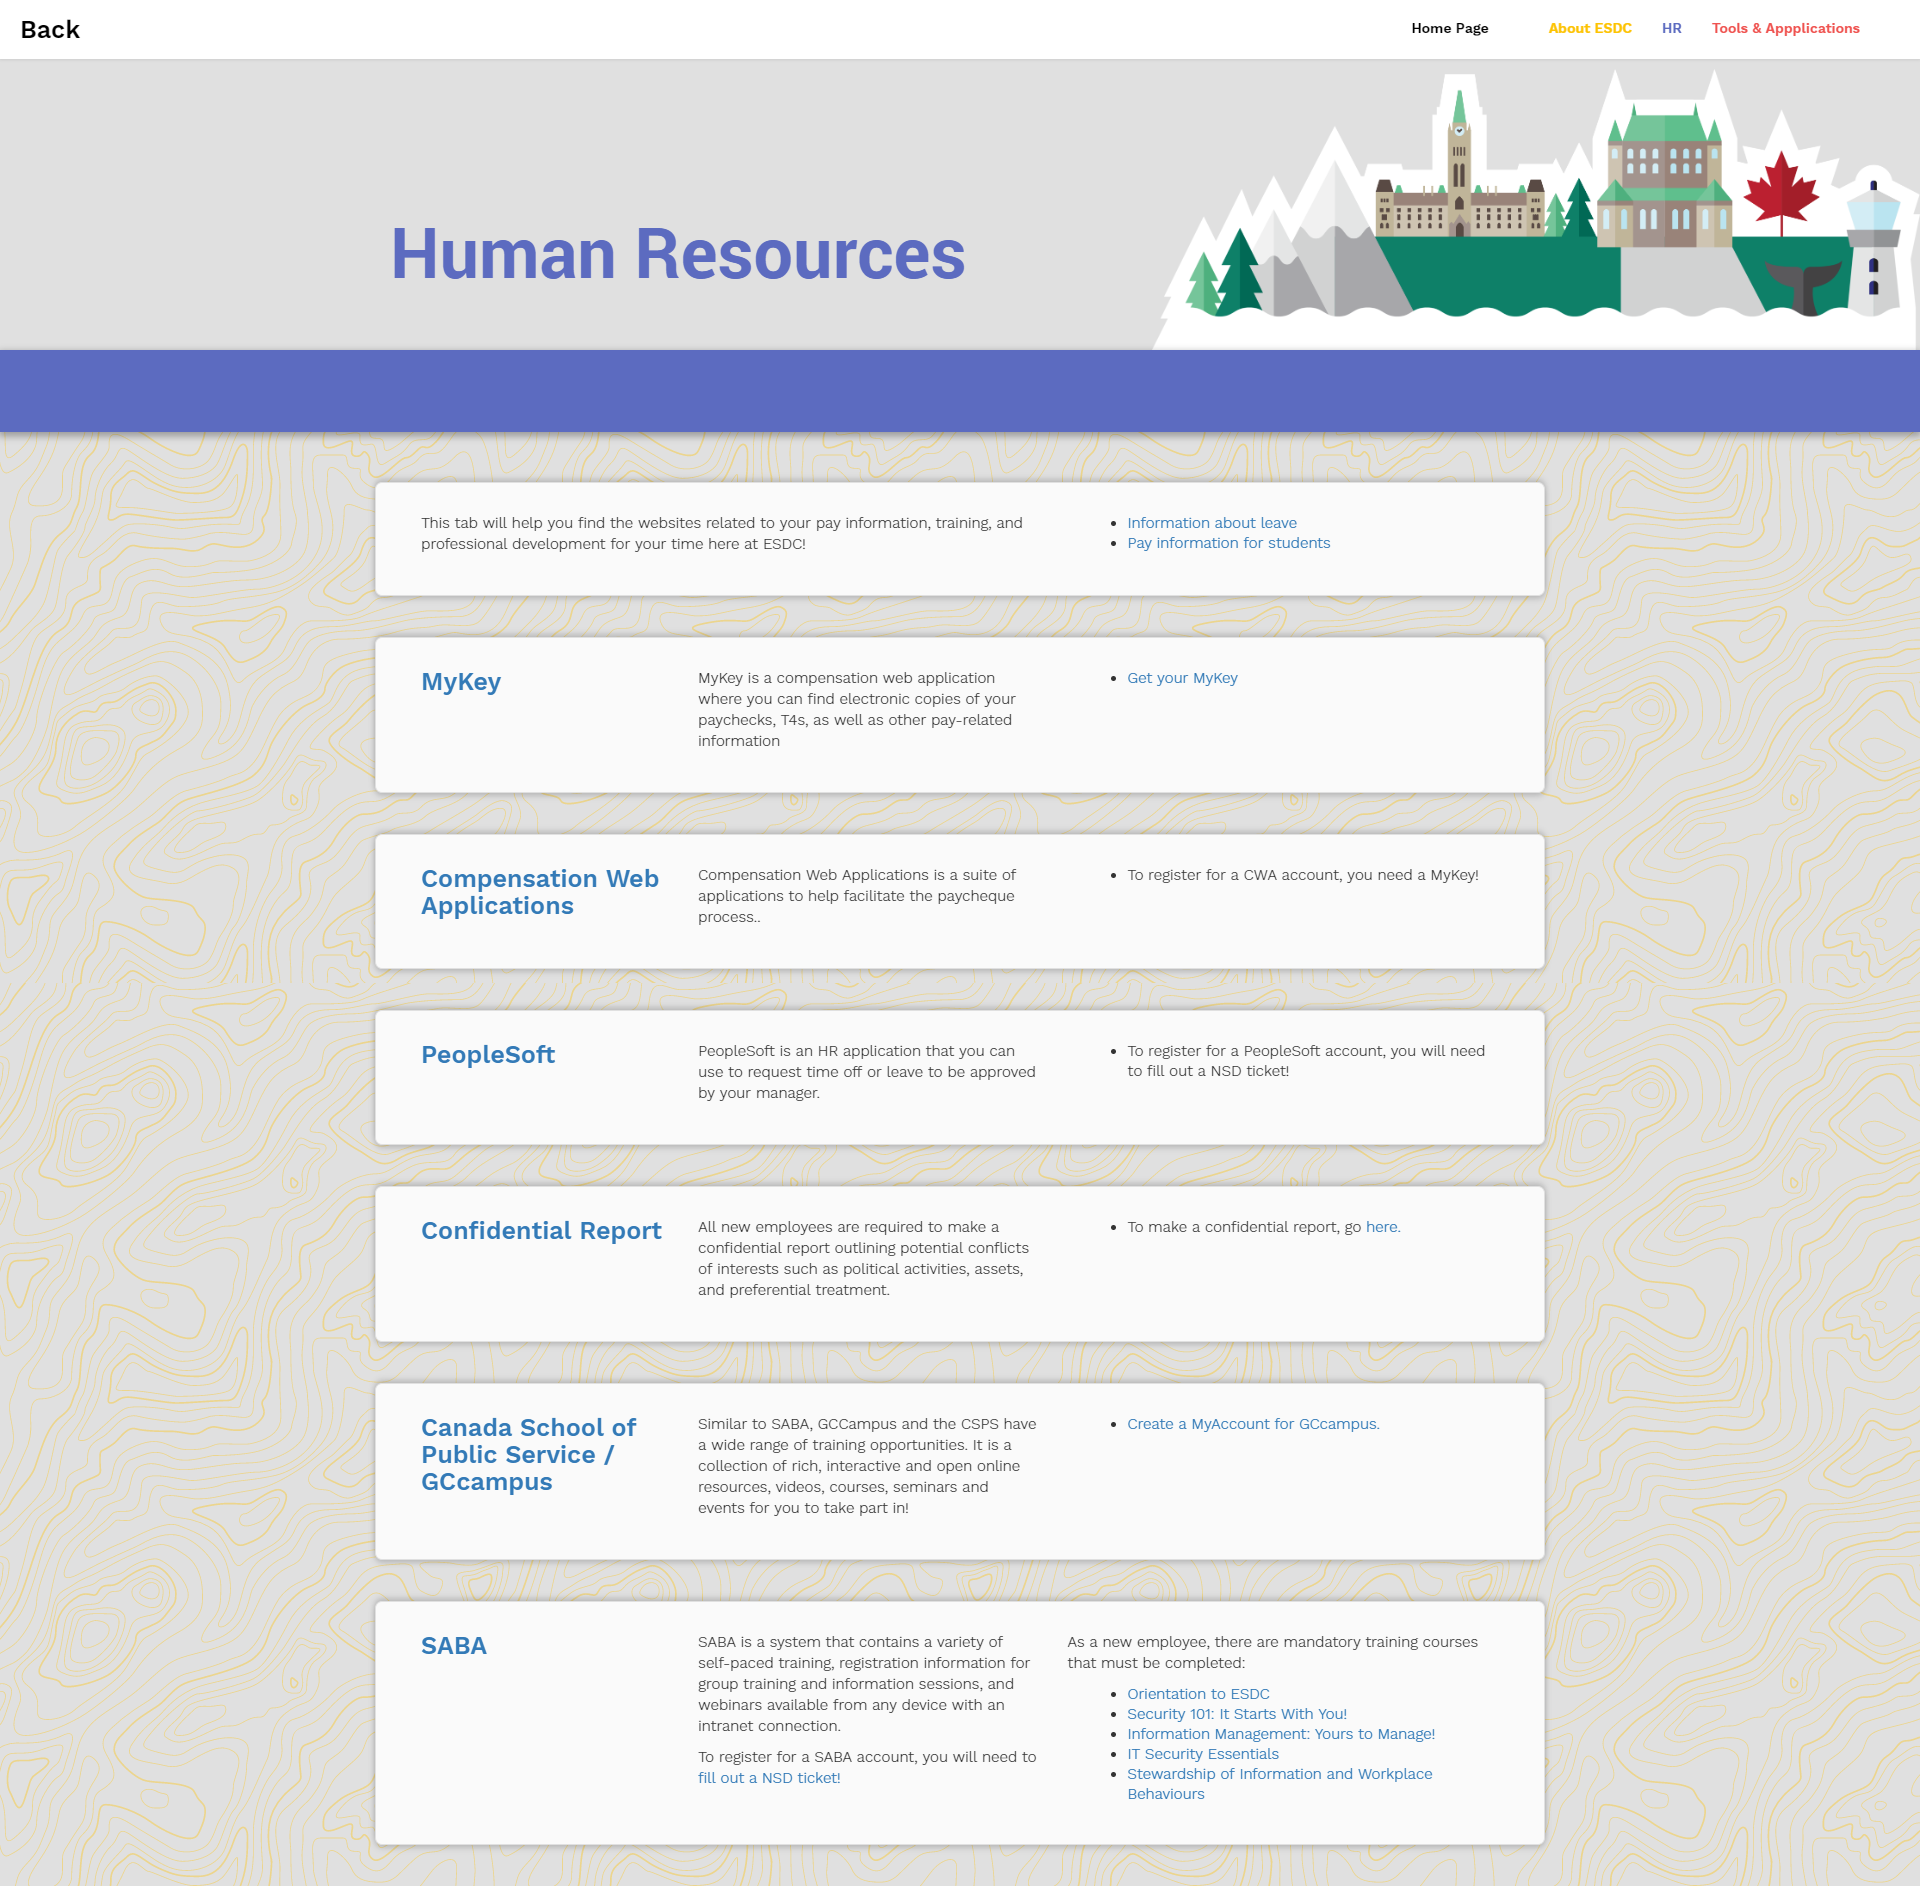 Back
Home Page
About ESDC
HR
Tools & Appplications
Human Resources
This tab will help you find the websites related to your pay information, training, and
professional development for your time here at ESDC!
Information about leave
Pay information for students
MyKey
MyKey is a compensation web application
where you can find electronic copies of your
paychecks, T4s, as well as other pay-related
information
Get your MyKey
Compensation Web
Applications
Compensation Web Applications is a suite of
applications to help facilitate the paycheque
process..
To register for a CWA account, you need a MyKey!
PeopleSoft
PeopleSoft is an HR application that you can
use to request time off or leave to be approved
by your manager.
To register for a PeopleSoft account, you will need
to fill out a NSD ticket!
Confidential Report
All new employees are required to make a
confidential report outlining potential conflicts
of interests such as political activities, assets,
and preferential treatment.
To make a confidential report, go here.
Canada School of
Public Service /
GCcampus
Similar to SABA, GCCampus and the CSPS have
a wide range of training opportunities. It is a
collection of rich, interactive and open online
resources, videos, courses, seminars and
events for you to take part in!
Create a MyAccount for GCcampus.
SABA
SABA is a system that contains a variety of
self-paced training, registration information for
group training and information sessions, and
webinars available from any device with an
intranet connection.
To register for a SABA account, you will need to
fill out a NSD ticket!
As a new employee, there are mandatory training courses
that must be completed:
Orientation to ESDC
Security 101: It Starts With You!
Information Management: Yours to Manage!
IT Security Essentials
Stewardship of Information and Workplace
Behaviours